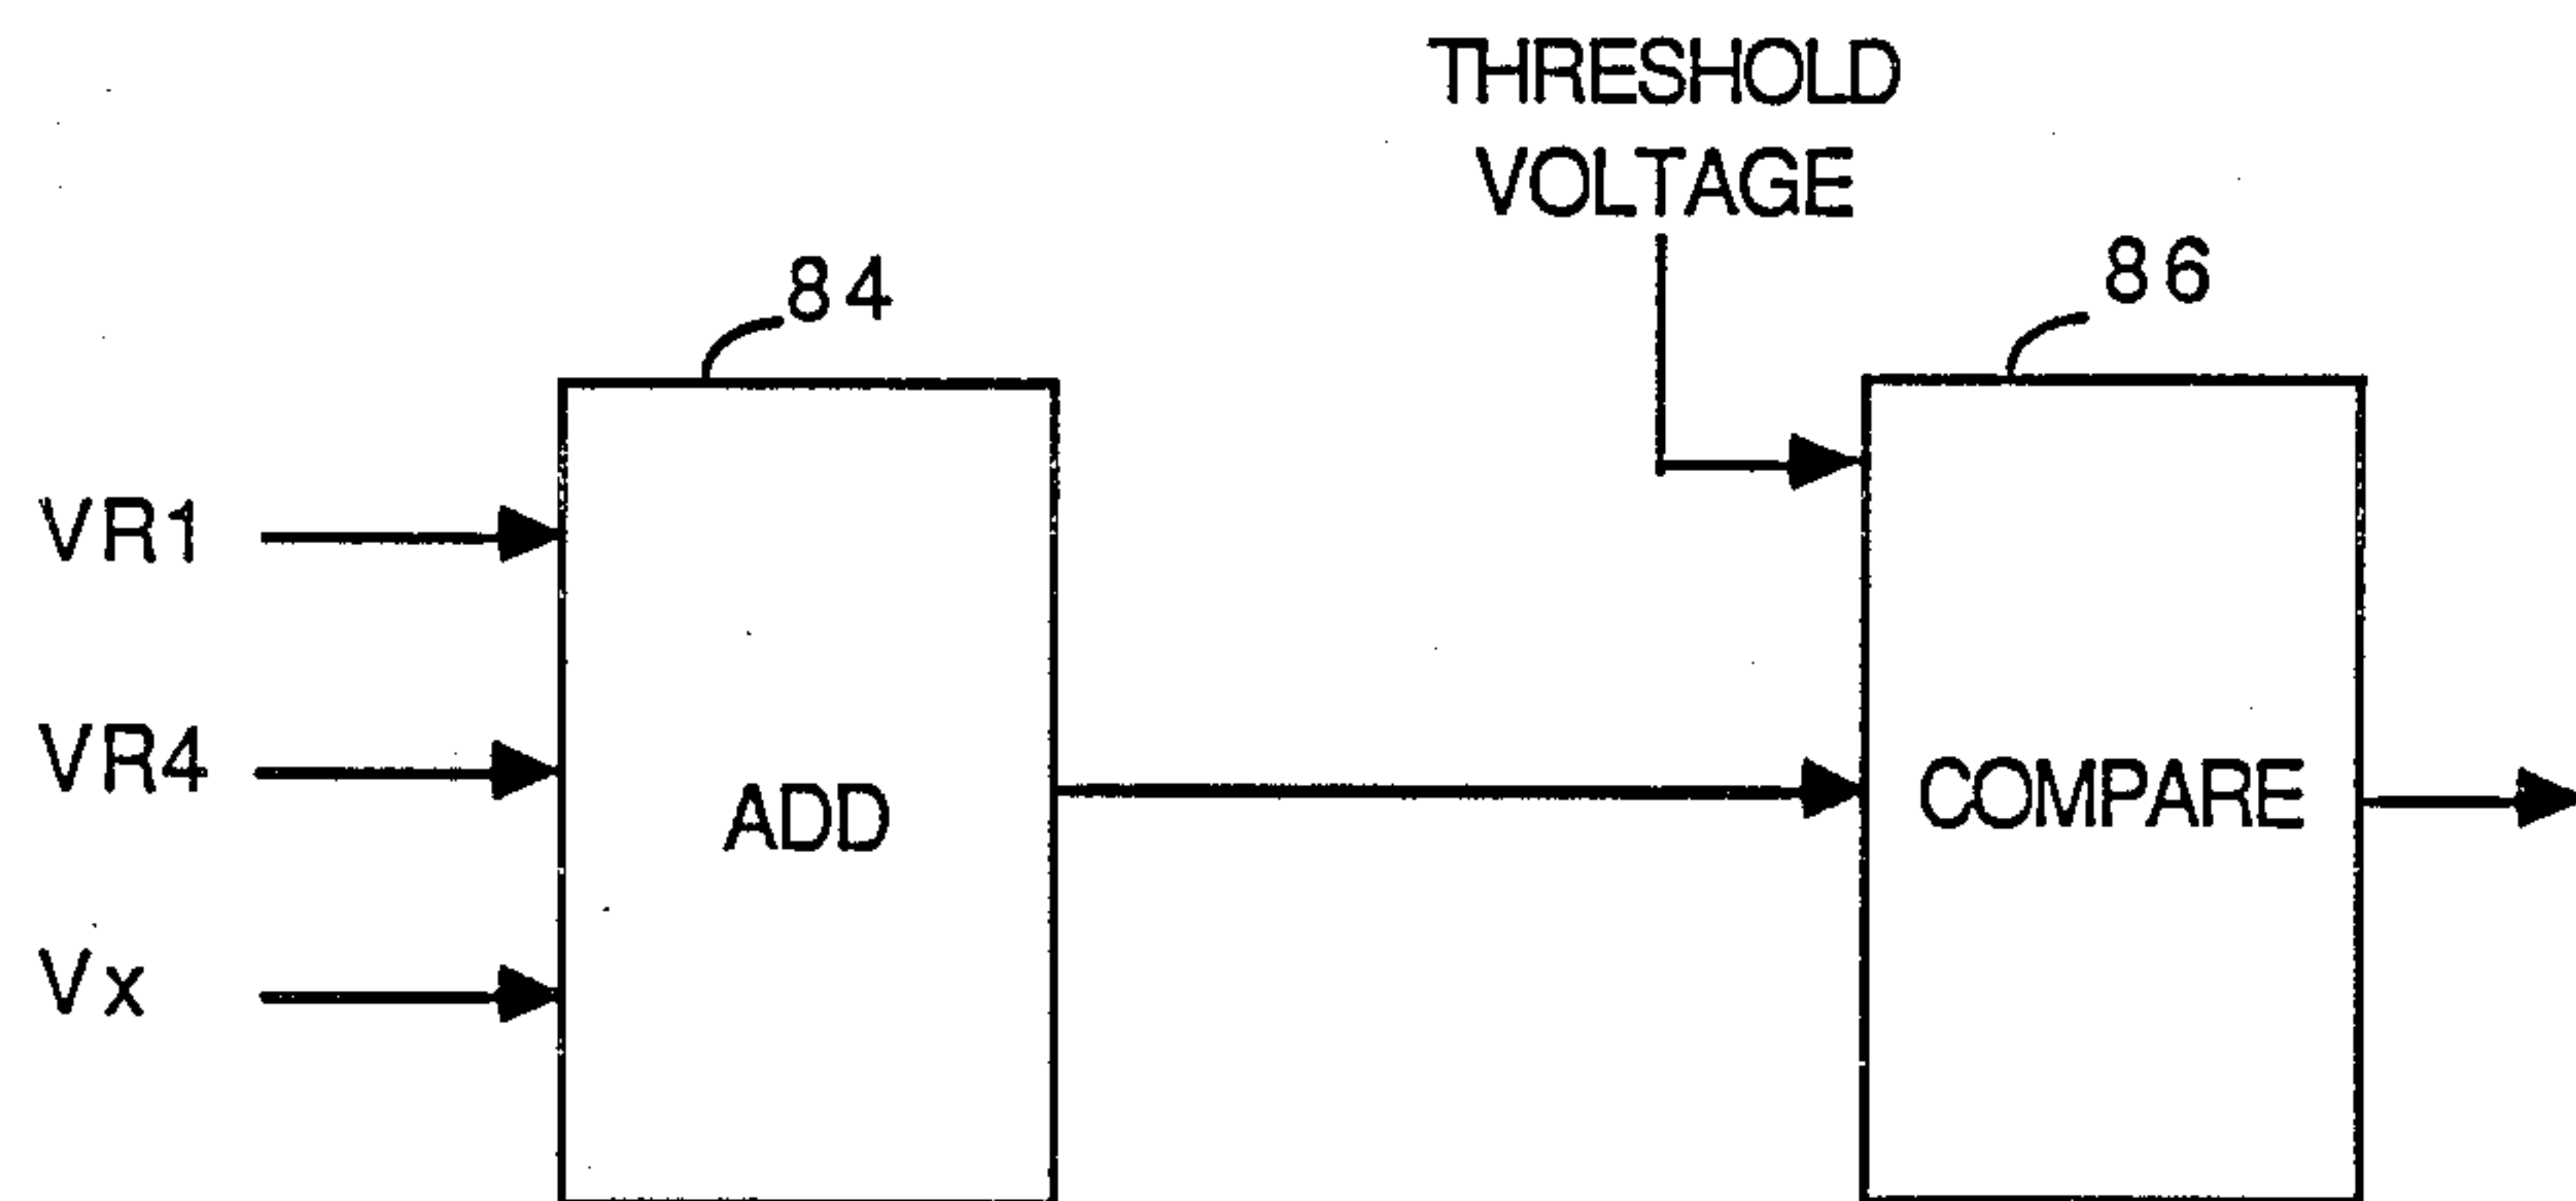 THRESHOLD
VOLTAGE
84
86
VR1
VR4
ADD
COMPARE
Vx